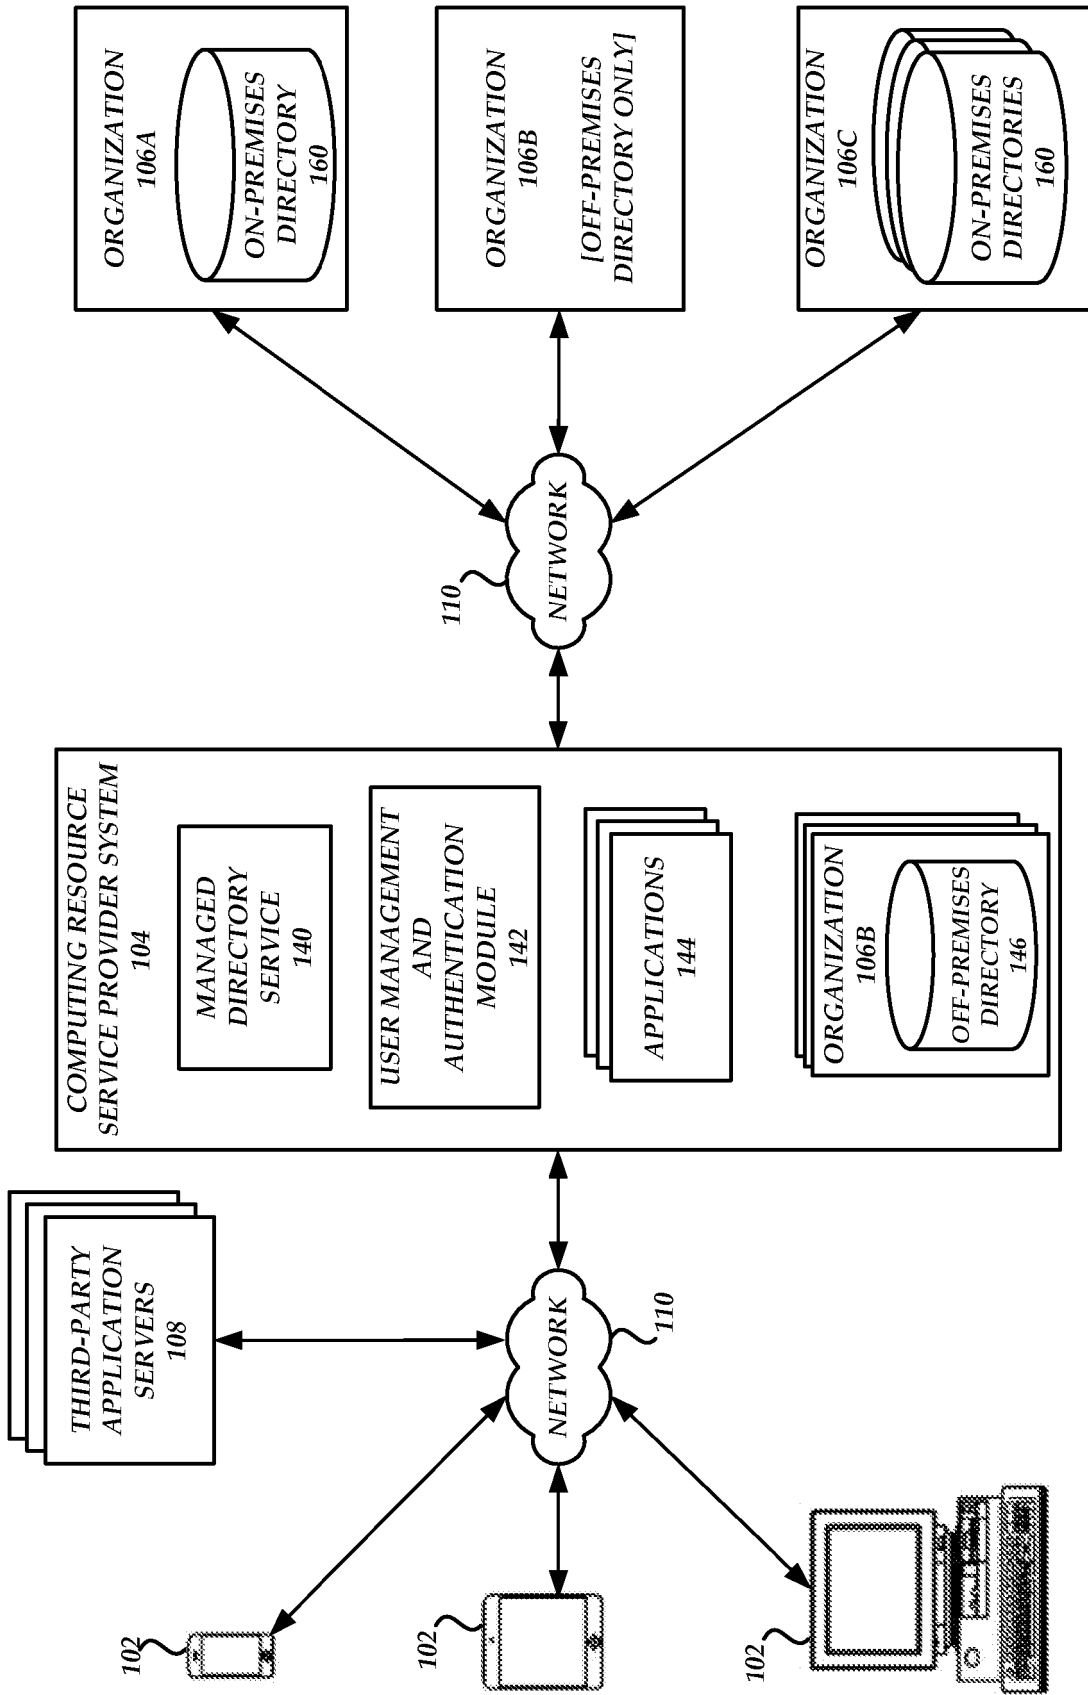 102
102
102
THIRD-PARTY
APPLICATION
SERVERS
108
NETWORK
110
COMPUTING RESOURCE
SERVICE PROVIDER SYSTEM
104
MANAGED
DIRECTORY
SERVICE
140
USER MANAGEMENT
AND
AUTHENTICATION
MODULE
142
APPLICATIONS
144
ORGANIZATION
106B
OFF-PREMISES
DIRECTORY
146
110
NETWORK
ORGANIZATION
106A
ON-PREMISES
DIRECTORY
160
ORGANIZATION
106B
[OFF-PREMISES
DIRECTORY ONLY]
ORGANIZATION
106C
ON-PREMISES
DIRECTORIES
160